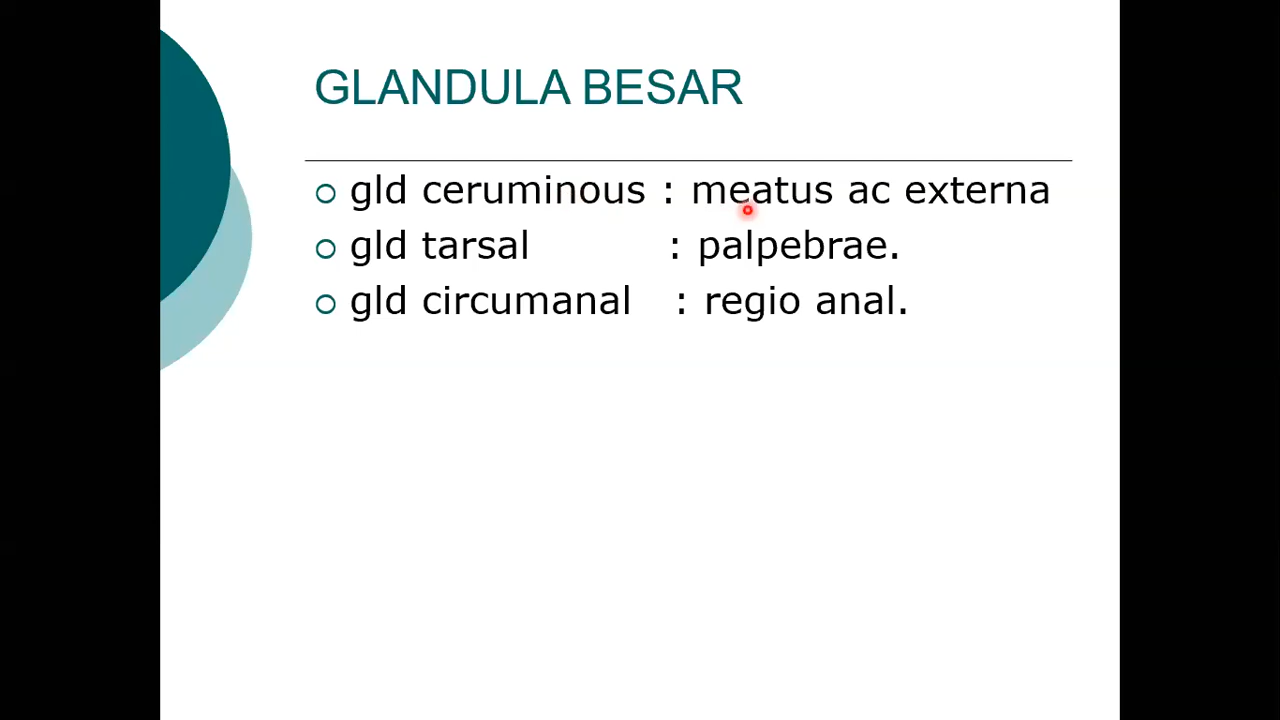 GLANDULA BESAR
gld ceruminous : meatus ac externa
gld tarsal : palpebrae.
gld circumanal : regio anal.